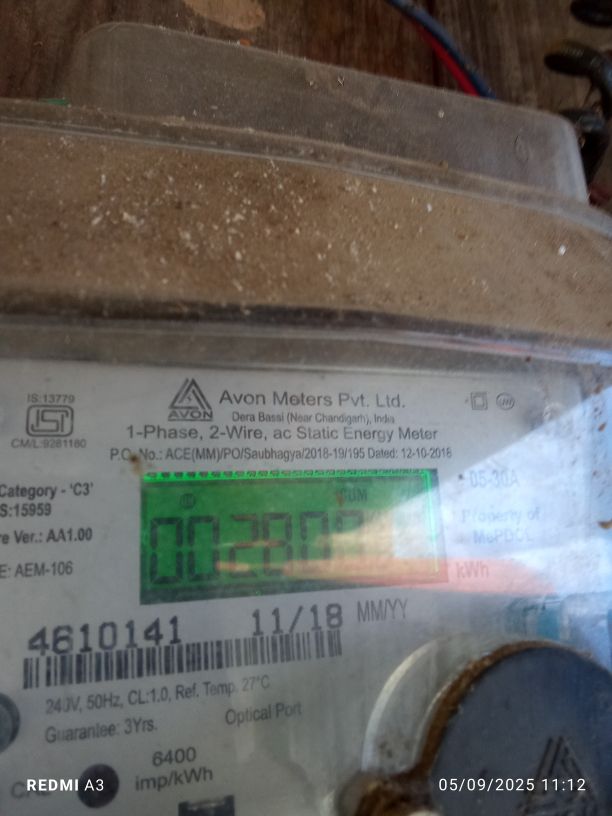 IS:13779
CM/L:9281180
AVON
Avon Meters Pvt. Ltd.
Dera Bassi (Near Chandigarh), India
1-Phase, 2-Wire, ac Static Energy Meter
P.O. No.: ACE(MM)/PO/Saubhagya/2018-19/195 Dated: 12-10-2018
Category - 'C3'
S:15959
05-30A
Property of
MePDCL
re Ver.: AA1.00
CUM
E: AEM-106
kWh
4610141
11/18 MM/YY
240V, 50Hz, CL:1.0, Ref. Temp. 27°C
Guarantee: 3Yrs.
Optical Port
6400
imp/kWh
REDMI A3
05/09/2025 11:12